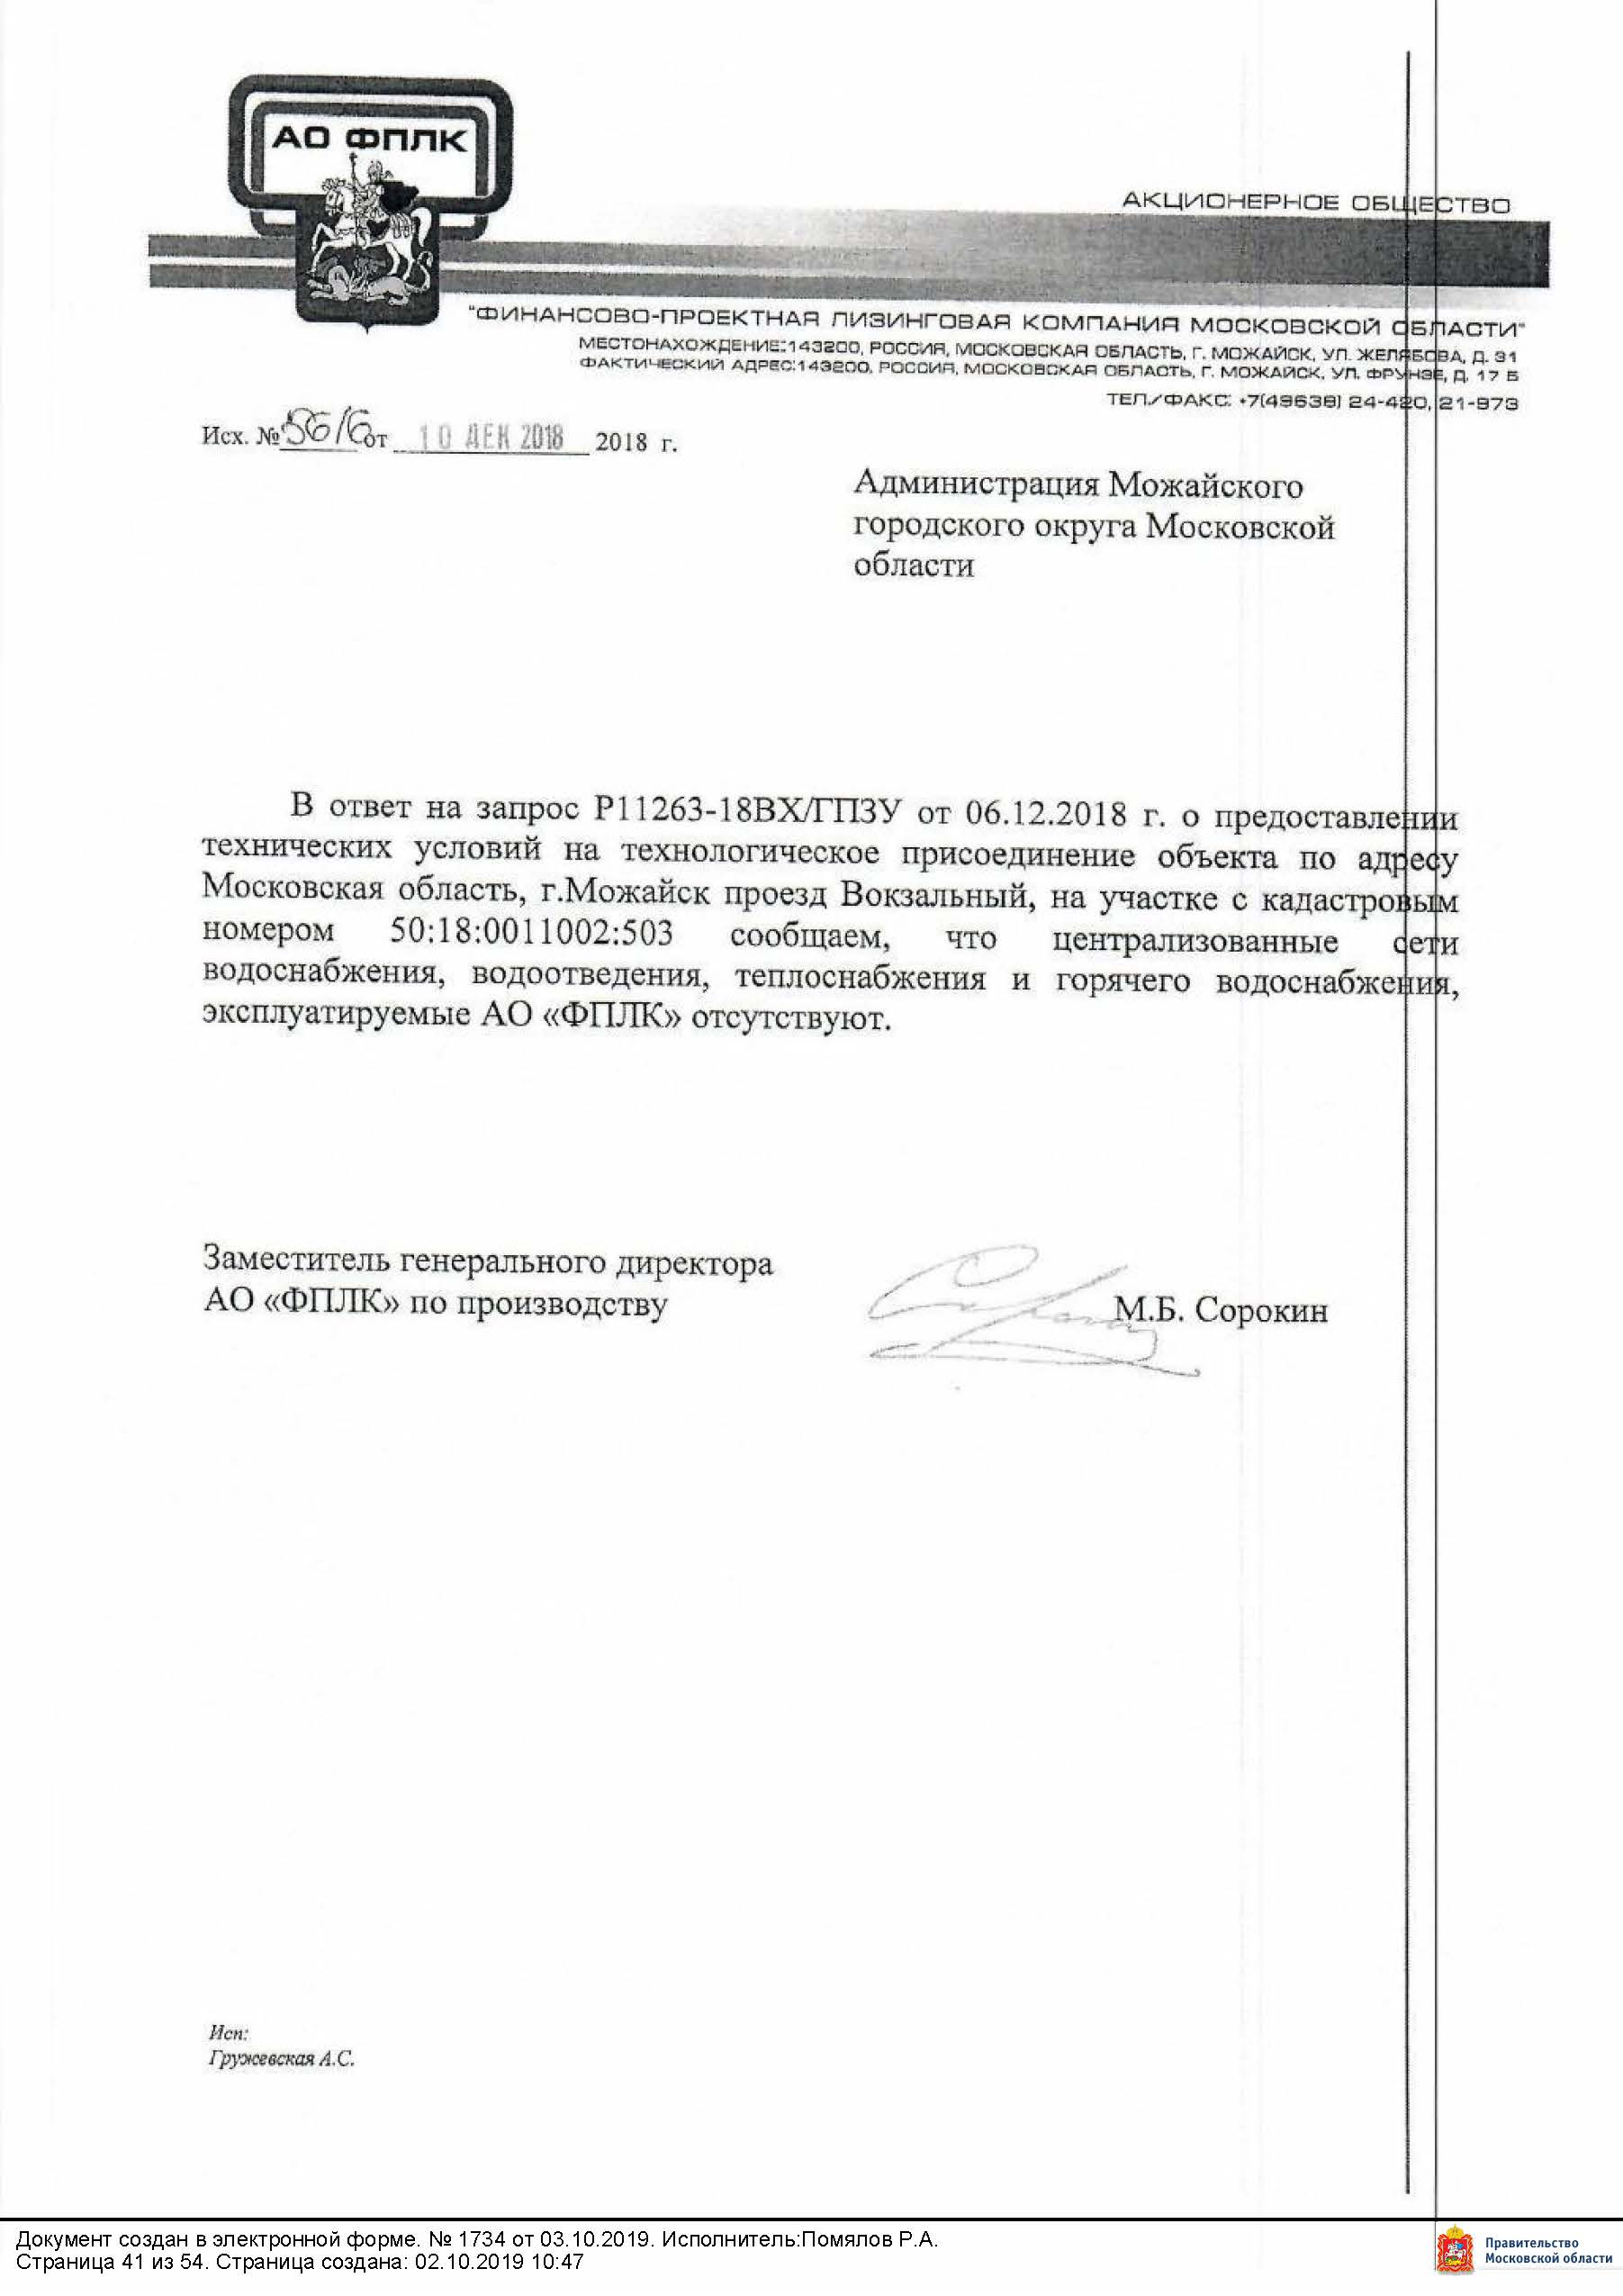 АО ФПЛК
АКЦИОНЕРНОЕ ОБЩЕСТВО
"ФИНАНСОВО-ПРОЕКТНАЯ ЛИЗИНГОВАЯ КОМПАНИЯ МОСКОВСКОЙ ОБЛАСТИ"
МЕСТОНАХОЖДЕНИЕ:143200, РОССИЯ, МОСКОВСКАЯ ОБЛАСТЬ, Г. МОЖАЙСК, УЛ. ЖЕЛЯБОВА, Д. 31
ФАКТИЧЕСКИЙ АДРЕС:143200, РОССИЯ, МОСКОВСКАЯ ОБЛАСТЬ, Г. МОЖАЙСК, УЛ. ФРУНЗЕ, Д. 17 Б
ТЕЛ./ФАКС: +7(49638) 24-420, 21-973
Исх. № от 10 ДЕК 2018 2018 г.
Администрация Можайского
городского округа Московской
области
В ответ на запрос Р11263-18ВХ/ГПЗУ от 06.12.2018 г. о предоставлении
технических условий на технологическое присоединение объекта по адресу
Московская область, г.Можайск проезд Вокзальный, на участке с кадастровым
номером 50:18:0011002:503 сообщаем, что централизованные сети
водоснабжения, водоотведения, теплоснабжения и горячего водоснабжения,
эксплуатируемые АО «ФПЛК» отсутствуют.
Заместитель генерального директора
АО «ФПЛК» по производству
М.Б. Сорокин
Исп:
Гружевская А.С.
Документ создан в электронной форме. № 1734 от 03.10.2019. Исполнитель:Помялов Р.А.
Страница 41 из 54. Страница создана: 02.10.2019 10:47
Правительство
Московской области